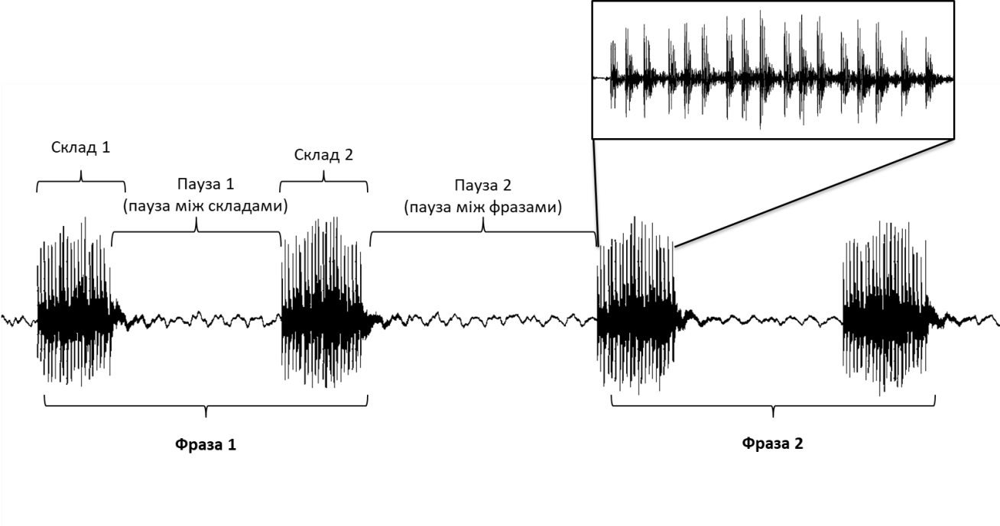 Склад 1
Склад 2
Пауза 1
(пауза між складами)
Пауза 2
(пауза між фразами)
Фраза 1
Фраза 2